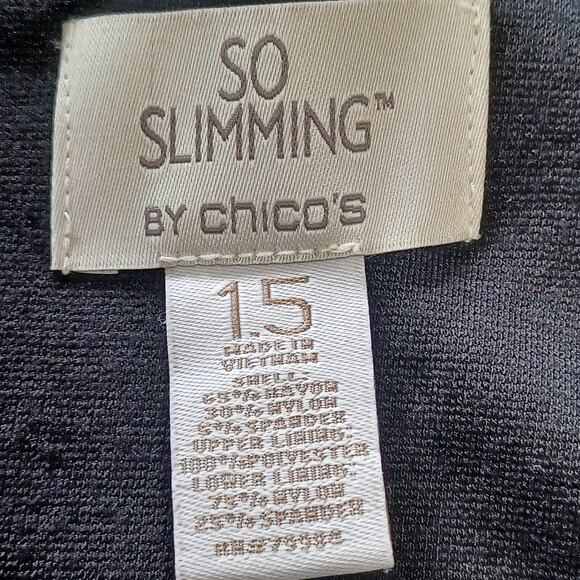 SO
SLIMMING™
BY chico's
1.5
MADE IN
VIETNAM
SHELL:
65% RAYON
30% NYLON
5% SPANDEX
UPPER LINING:
100% POLYESTER
LOWER LINING:
75% NYLON
25% SPANDEX